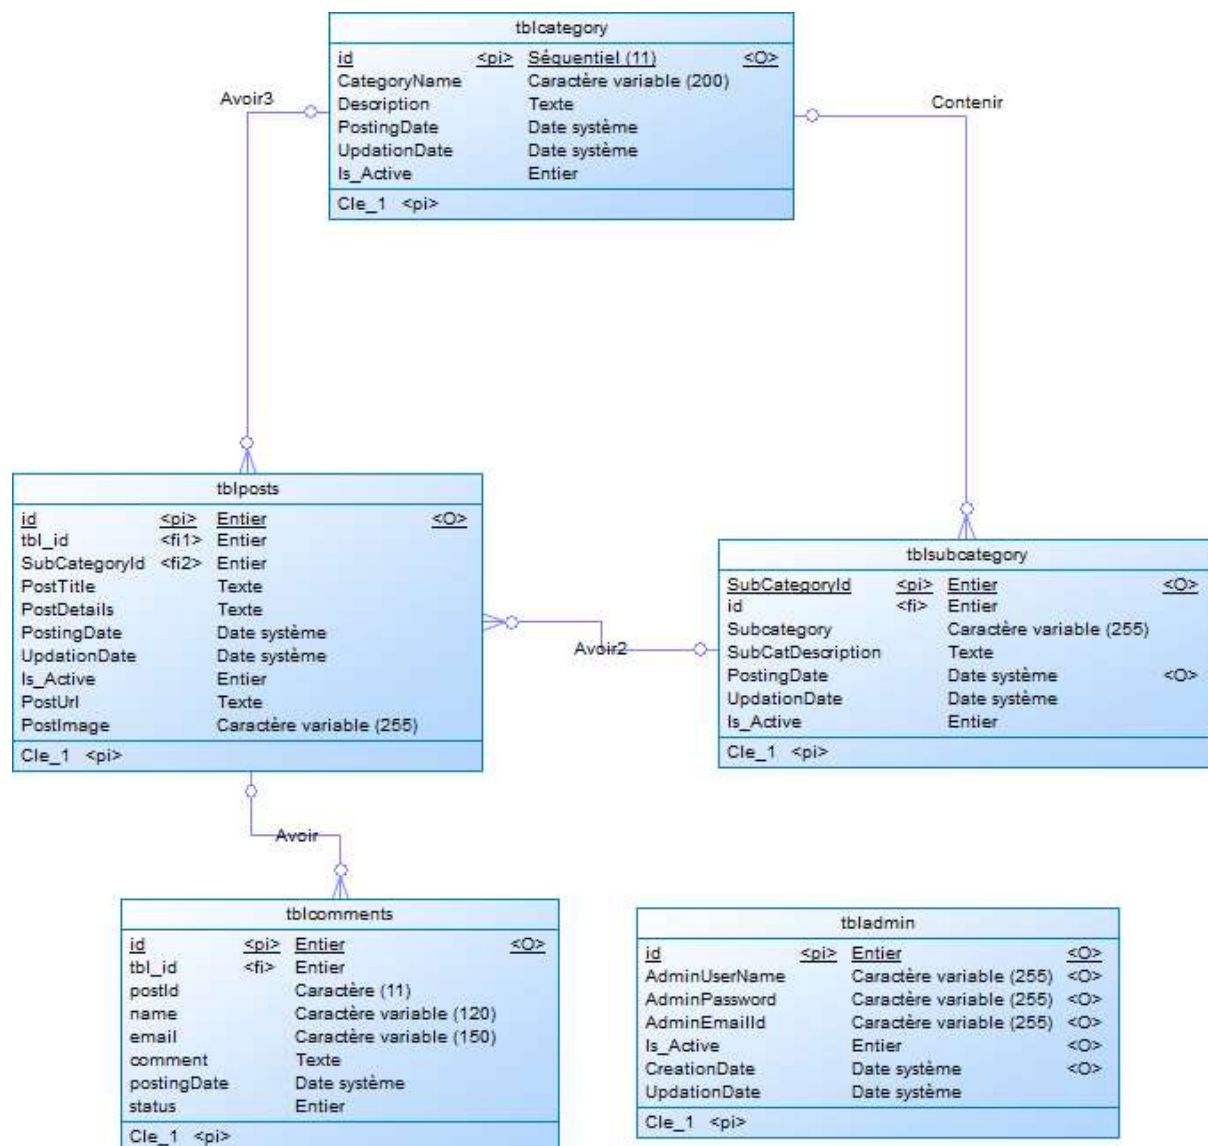 tblcategory
id <pi> Séquentiel (11) <O>
CategoryName Caractère variable (200)
Description Texte
PostingDate Date système
UpdationDate Date système
Is_Active Entier
Cle_1 <pi>
Avoir3
Contenir
tblposts
id <pi> Entier <O>
tbl_id <fi1> Entier
SubCategoryId <fi2> Entier
PostTitle Texte
PostDetails Texte
PostingDate Date système
UpdationDate Date système
Is_Active Entier
PostUrl Texte
PostImage Caractère variable (255)
Cle_1 <pi>
Avoir2
tblsubcategory
SubCategoryId <pi> Entier <O>
id <fi> Entier
Subcategory Caractère variable (255)
SubCatDescription Texte
PostingDate Date système <O>
UpdationDate Date système
Is_Active Entier
Cle_1 <pi>
Avoir
tblcomments
id <pi> Entier <O>
tbl_id <fi> Entier
postId Caractère (11)
name Caractère variable (120)
email Caractère variable (150)
comment Texte
postingDate Date système
status Entier
Cle_1 <pi>
tbladmin
id <pi> Entier <O>
AdminUserName Caractère variable (255) <O>
AdminPassword Caractère variable (255) <O>
AdminEmailId Caractère variable (255) <O>
Is_Active Entier <O>
CreationDate Date système <O>
UpdationDate Date système
Cle_1 <pi>